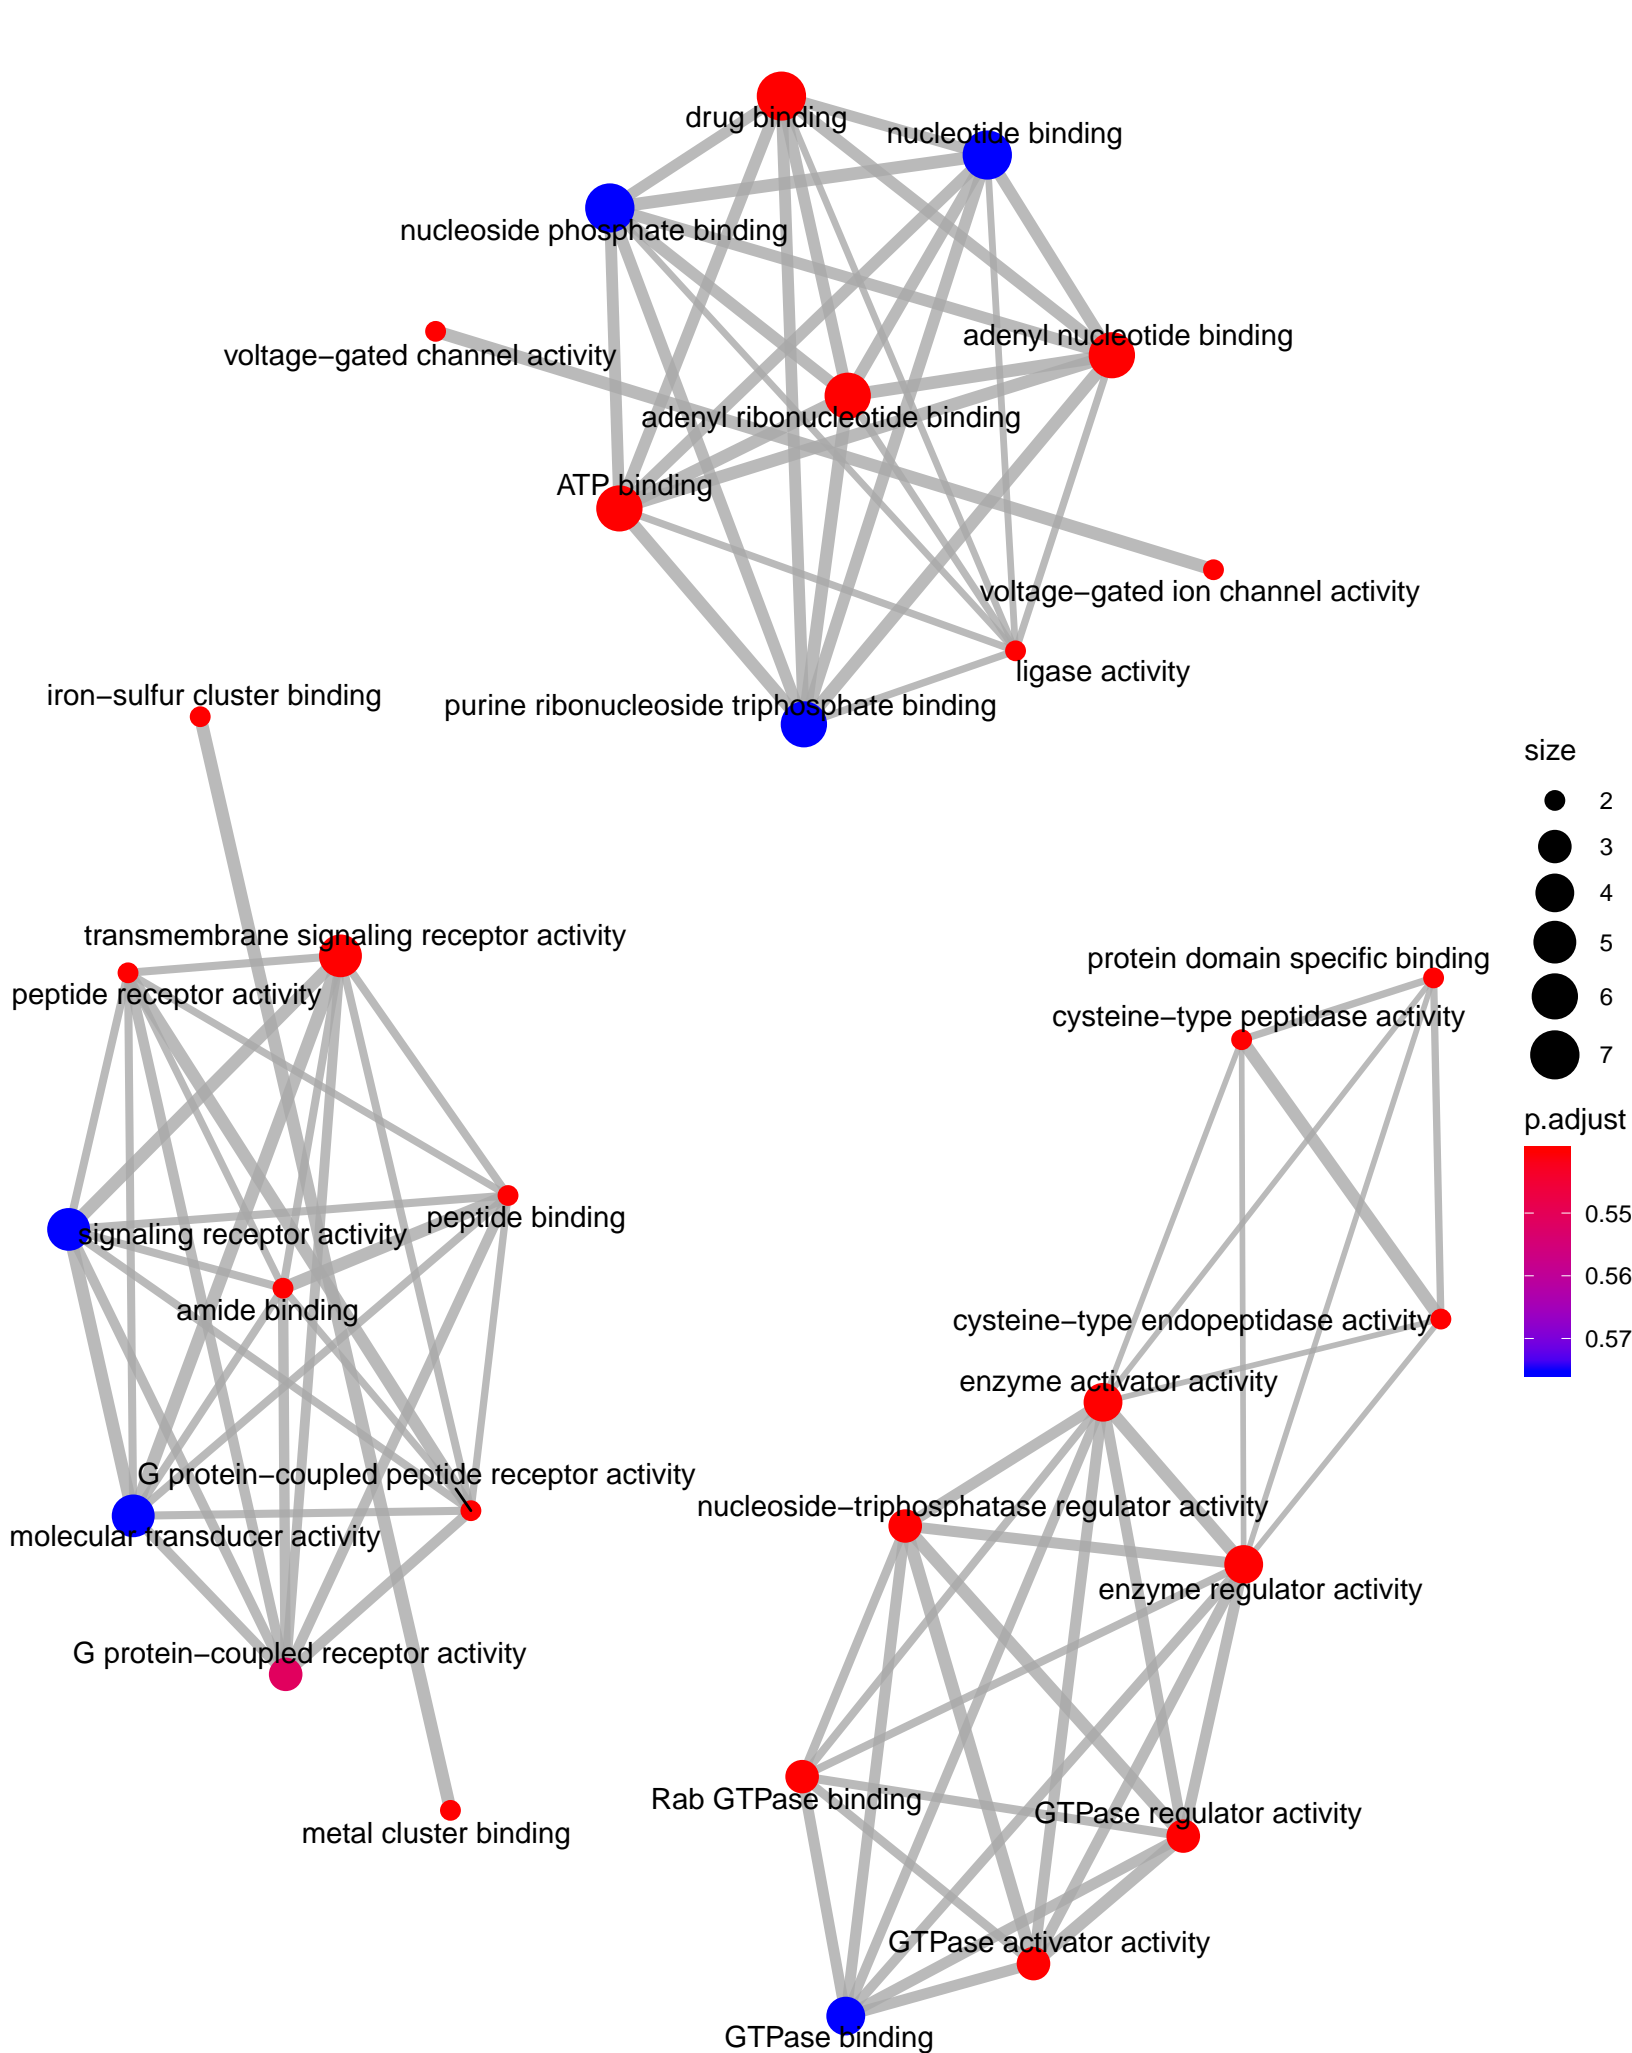 drug binding
nucleotide binding
nucleoside phosphate binding
adenyl nucleotide binding
voltage−gated channel activity
adenyl ribonucleotide binding
ATP binding
voltage−gated ion channel activity
ligase activity
iron−sulfur cluster binding
purine ribonucleoside triphosphate binding
size
2
3
4
5
6
7
transmembrane signaling receptor activity
protein domain specific binding
peptide receptor activity
cysteine−type peptidase activity
p.adjust
0.55
0.56
0.57
peptide binding
signaling receptor activity
amide binding
cysteine−type endopeptidase activity
enzyme activator activity
G protein−coupled peptide receptor activity
nucleoside−triphosphatase regulator activity
molecular transducer activity
enzyme regulator activity
G protein−coupled receptor activity
Rab GTPase binding
GTPase regulator activity
metal cluster binding
GTPase activator activity
GTPase binding